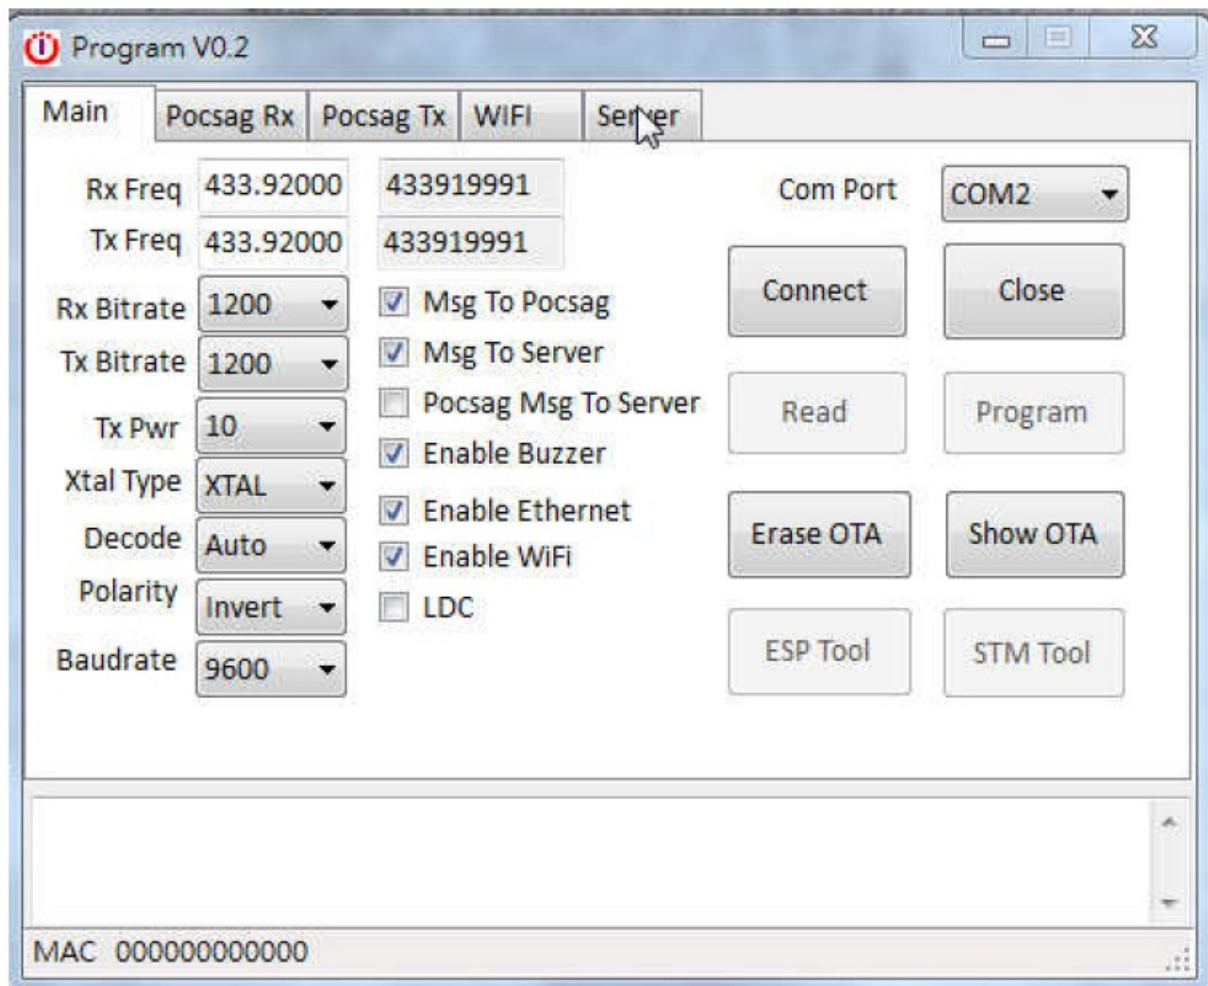 Program V0.2
Main Pocsag Rx Pocsag Tx WIFI Server
Rx Freq 433.92000 433919991 Com Port COM2
Tx Freq 433.92000 433919991
Connect Close
Rx Bitrate 1200 Msg To Pocsag
Tx Bitrate 1200 Msg To Server
Pocsag Msg To Server
Tx Pwr 10 Read Program
Enable Buzzer
Xtal Type XTAL Enable Ethernet
Decode Auto Enable WiFi Erase OTA Show OTA
Polarity Invert LDC
Baudrate 9600 ESP Tool STM Tool
MAC 000000000000